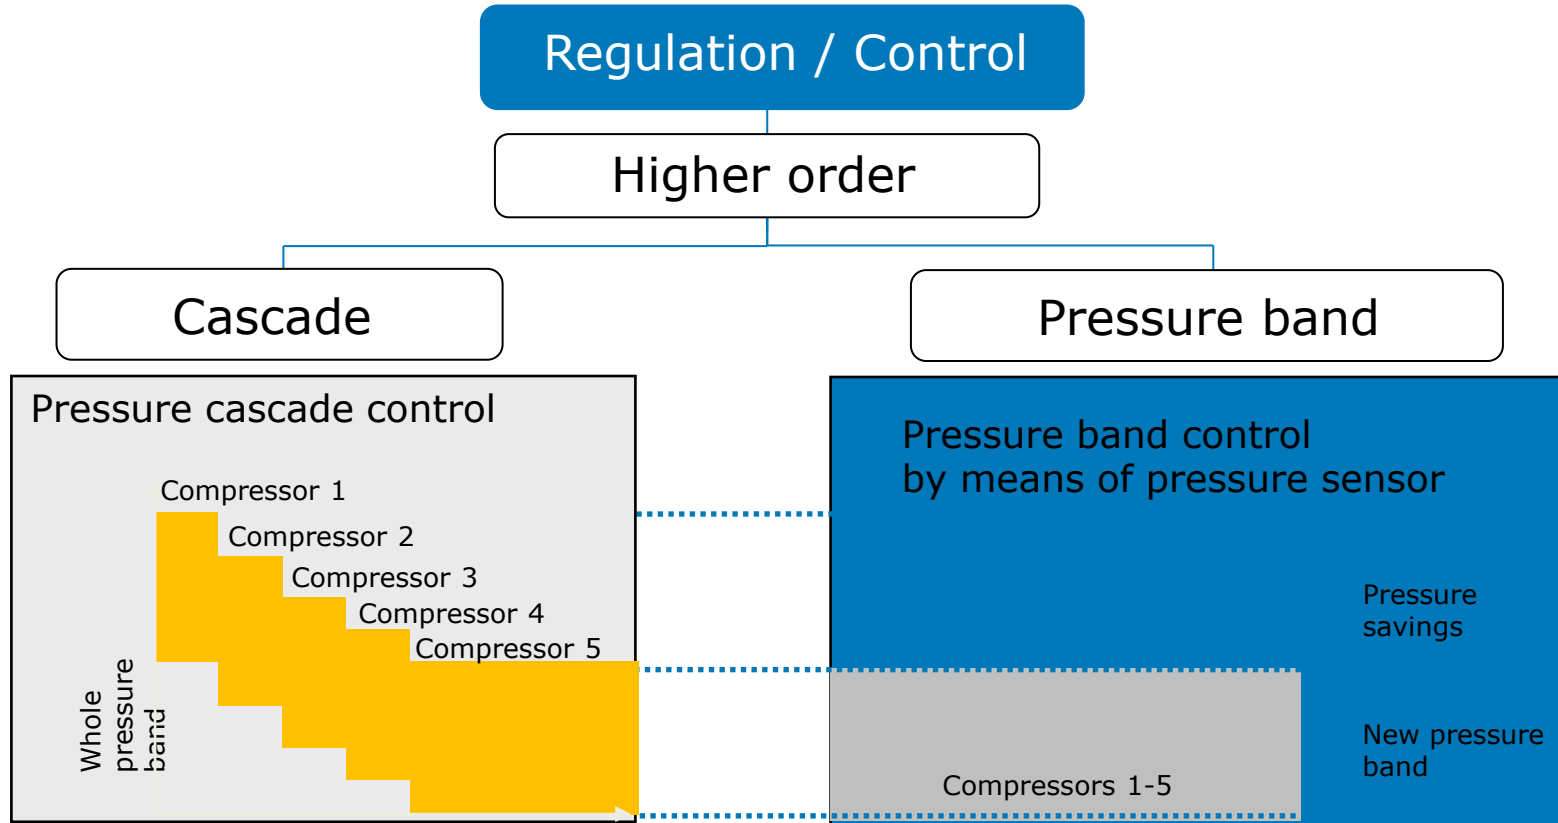 Regulation / Control
Higher order
Cascade
Pressure band
Pressure cascade control
Compressor 1
Compressor 2
Compressor 3
Compressor 4
Compressor 5
Whole
pressure
band
Pressure band control
by means of pressure sensor
Pressure
savings
New pressure
band
Compressors 1-5